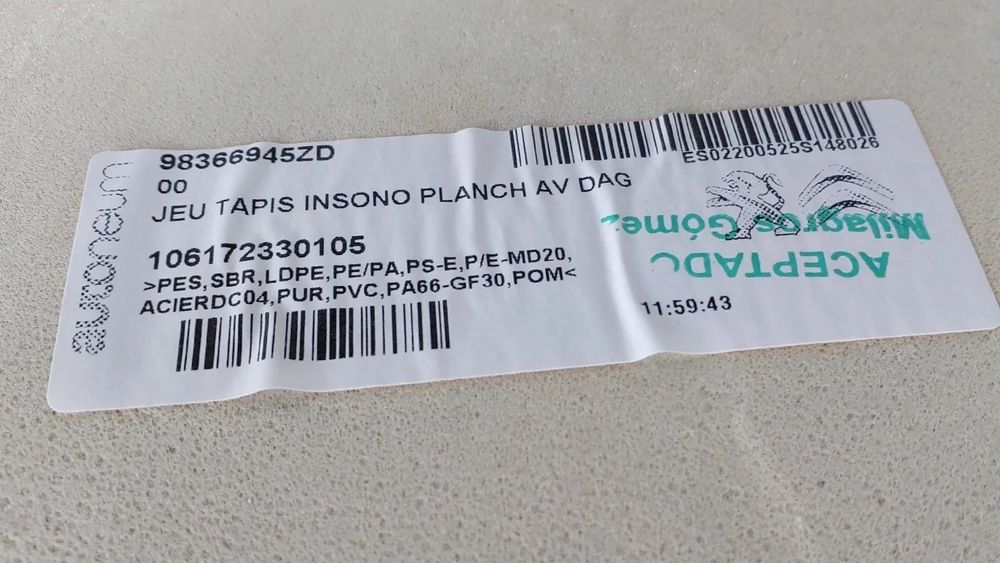 autoneum
98366945ZD
00
JEU TAPIS INSONO PLANCH AV DAG
106172330105
>PES,SBR,LDPE,PE/PA,PS-E,P/E-MD20,
ACIERDC04,PUR,PVC,PA66-GF30,POM<
ES02200525S148026
11:59:43
ACEPTADO
Milagros Gómez